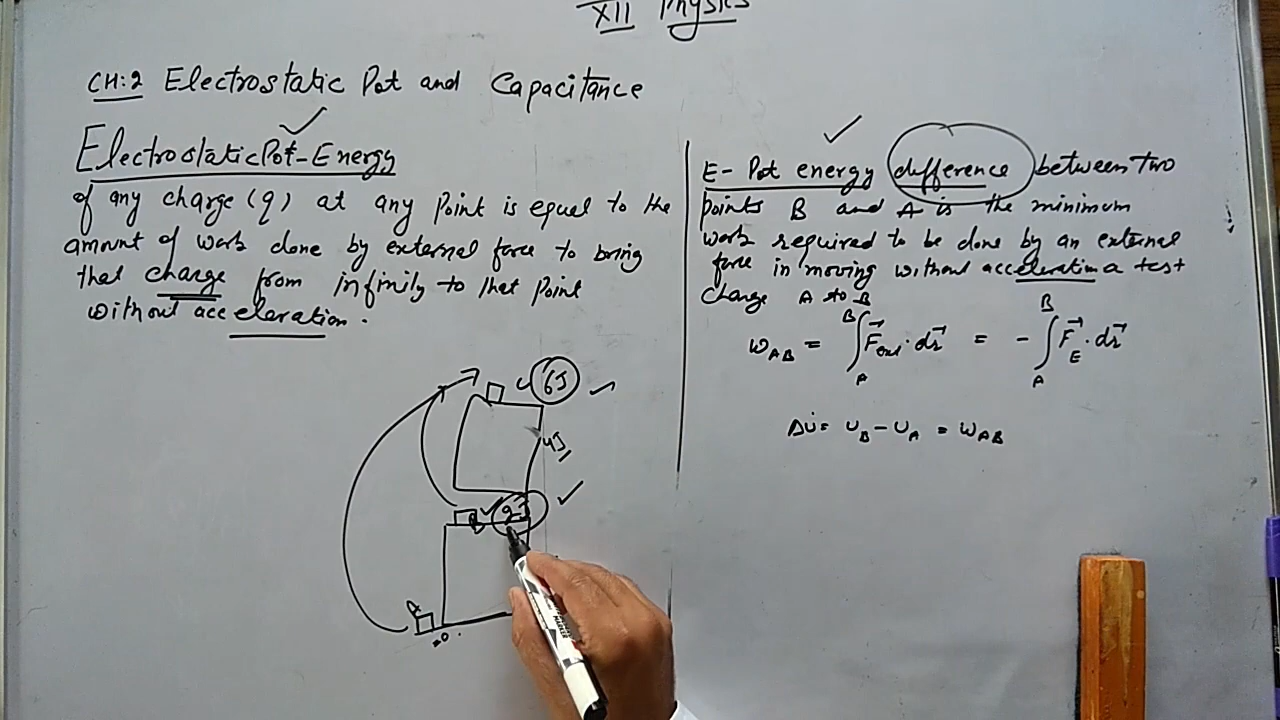 XII Physics
CH:2 Electrostatic Pot and Capacitance
Electrostatic Pot-Energy
of any charge (q) at any point is equal to the
amount of work done by external force to bring
that charge from infinity to that point
without acceleration.
E- Pot energy difference between two
points B and A is the minimum
work required to be done by an external
force in moving without acceleration a test
charge A to B
W_AB = ∫_A^B F⃗_ext · dr⃗ = - ∫_A^B F⃗_E · dr⃗
ΔU = U_B - U_A = W_AB
C 6J
4J
B 2J
A
=0.